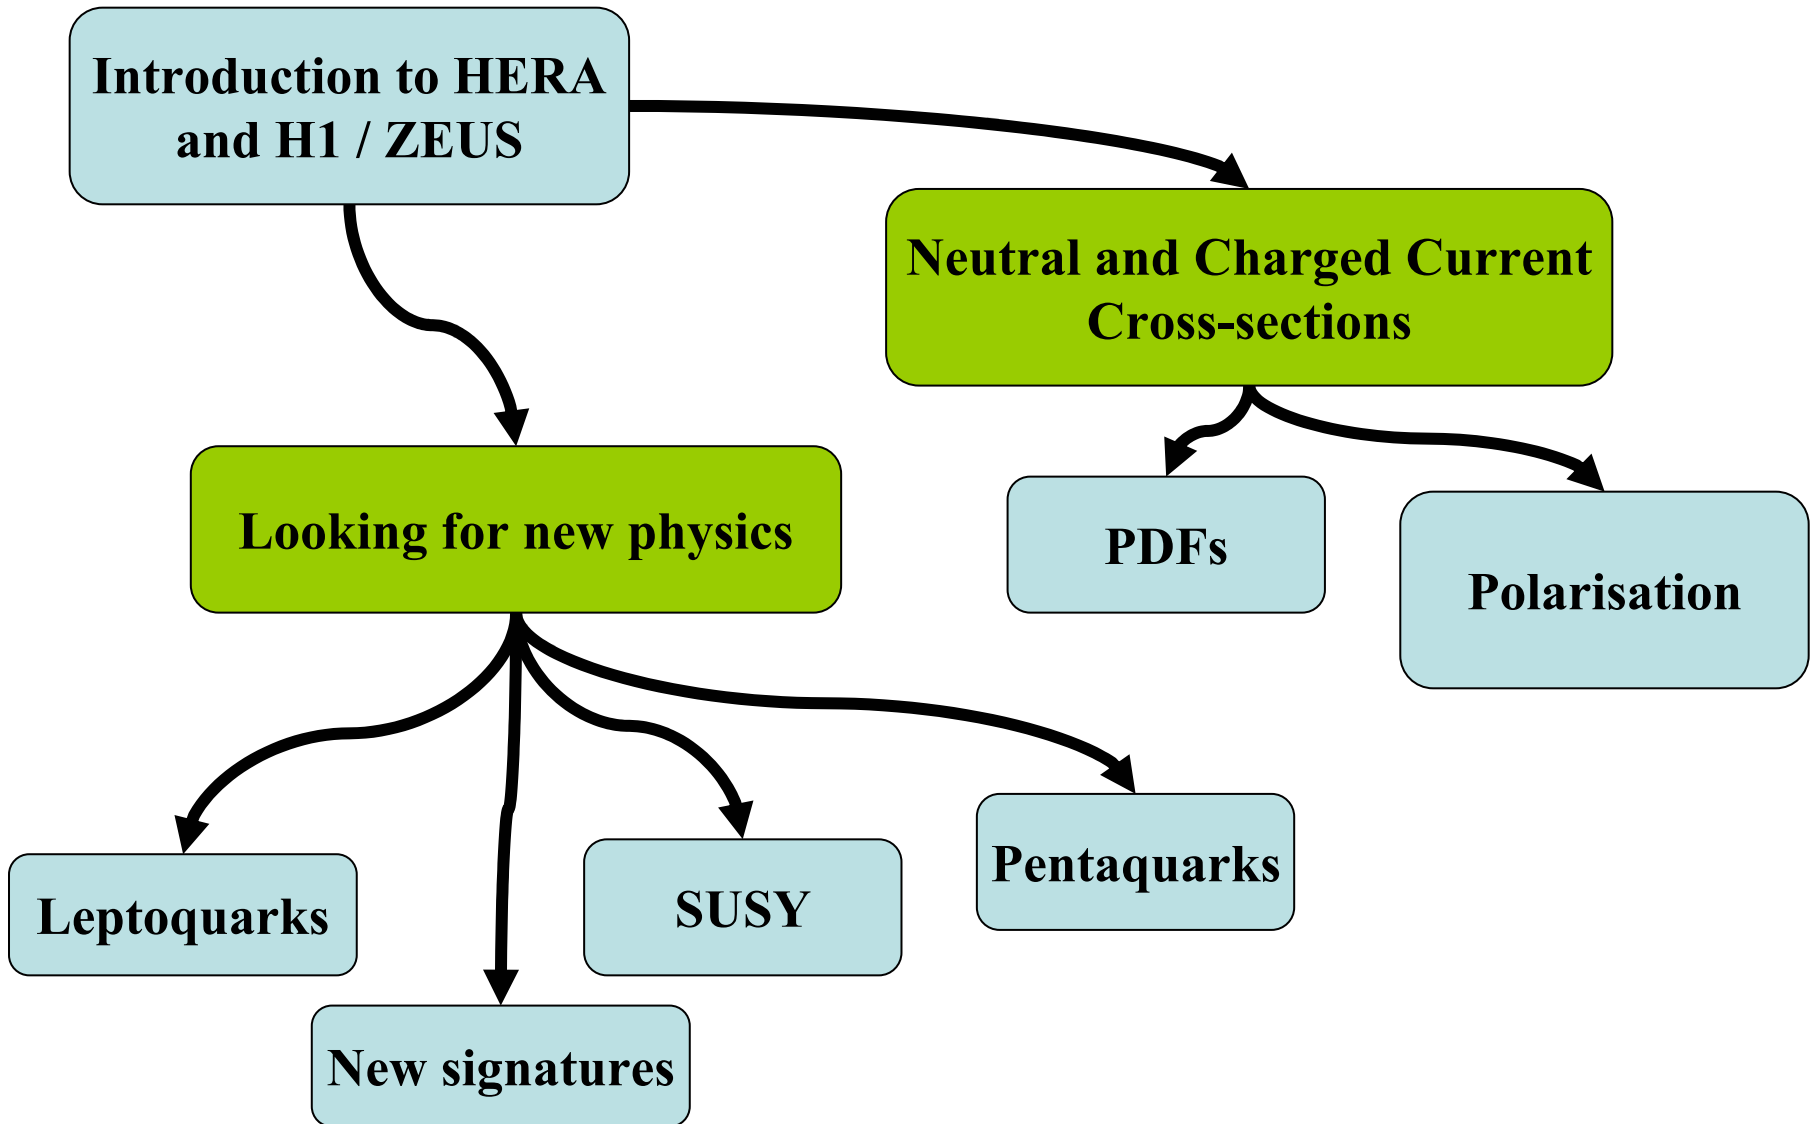 Introduction to HERA
and H1 / ZEUS
Neutral and Charged Current
Cross-sections
Looking for new physics
PDFs
Polarisation
Leptoquarks
New signatures
SUSY
Pentaquarks